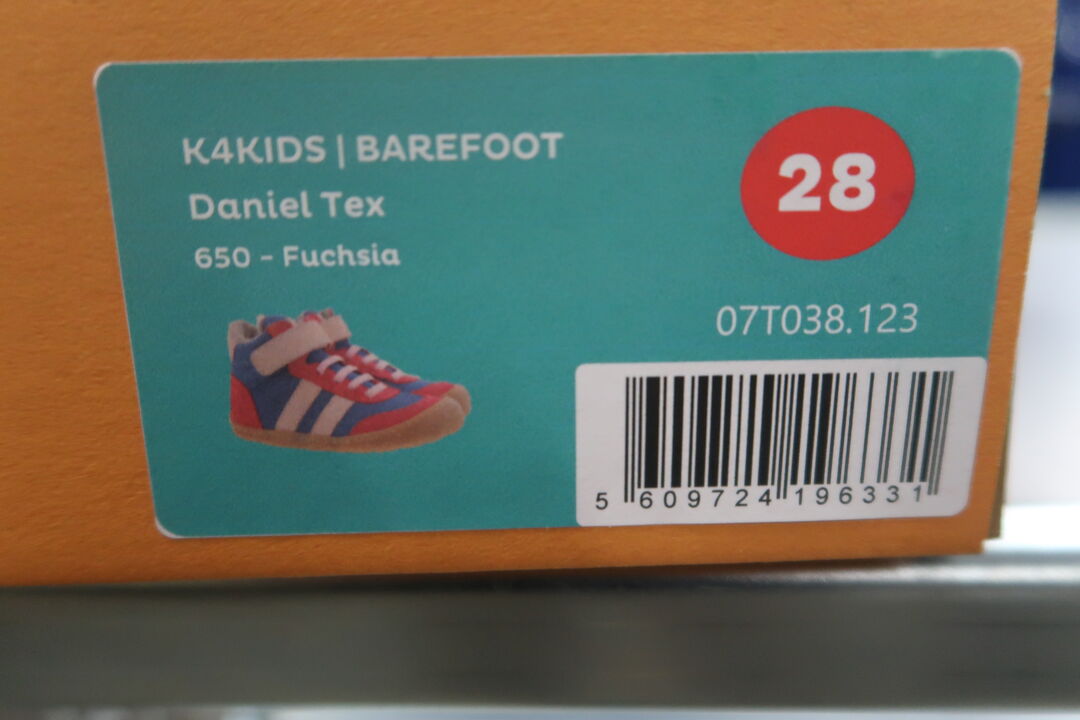 K4KIDS | BAREFOOT
Daniel Tex
650 - Fuchsia
28
07T038.123
5 609724 196331